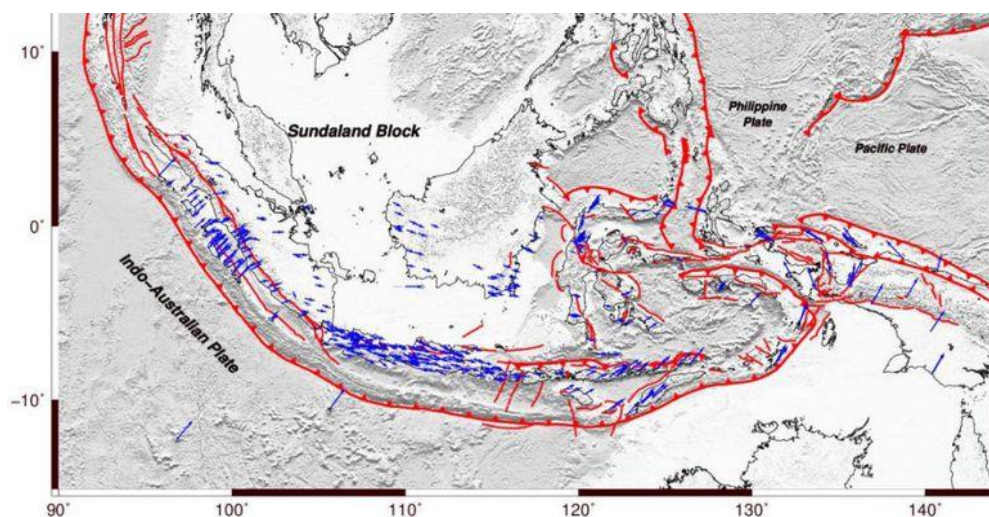 10°
Philippine
Plate
Sundaland Block
Pacific Plate
0°
Indo–Australian Plate
−10°
90°
100°
110°
120°
130°
140°